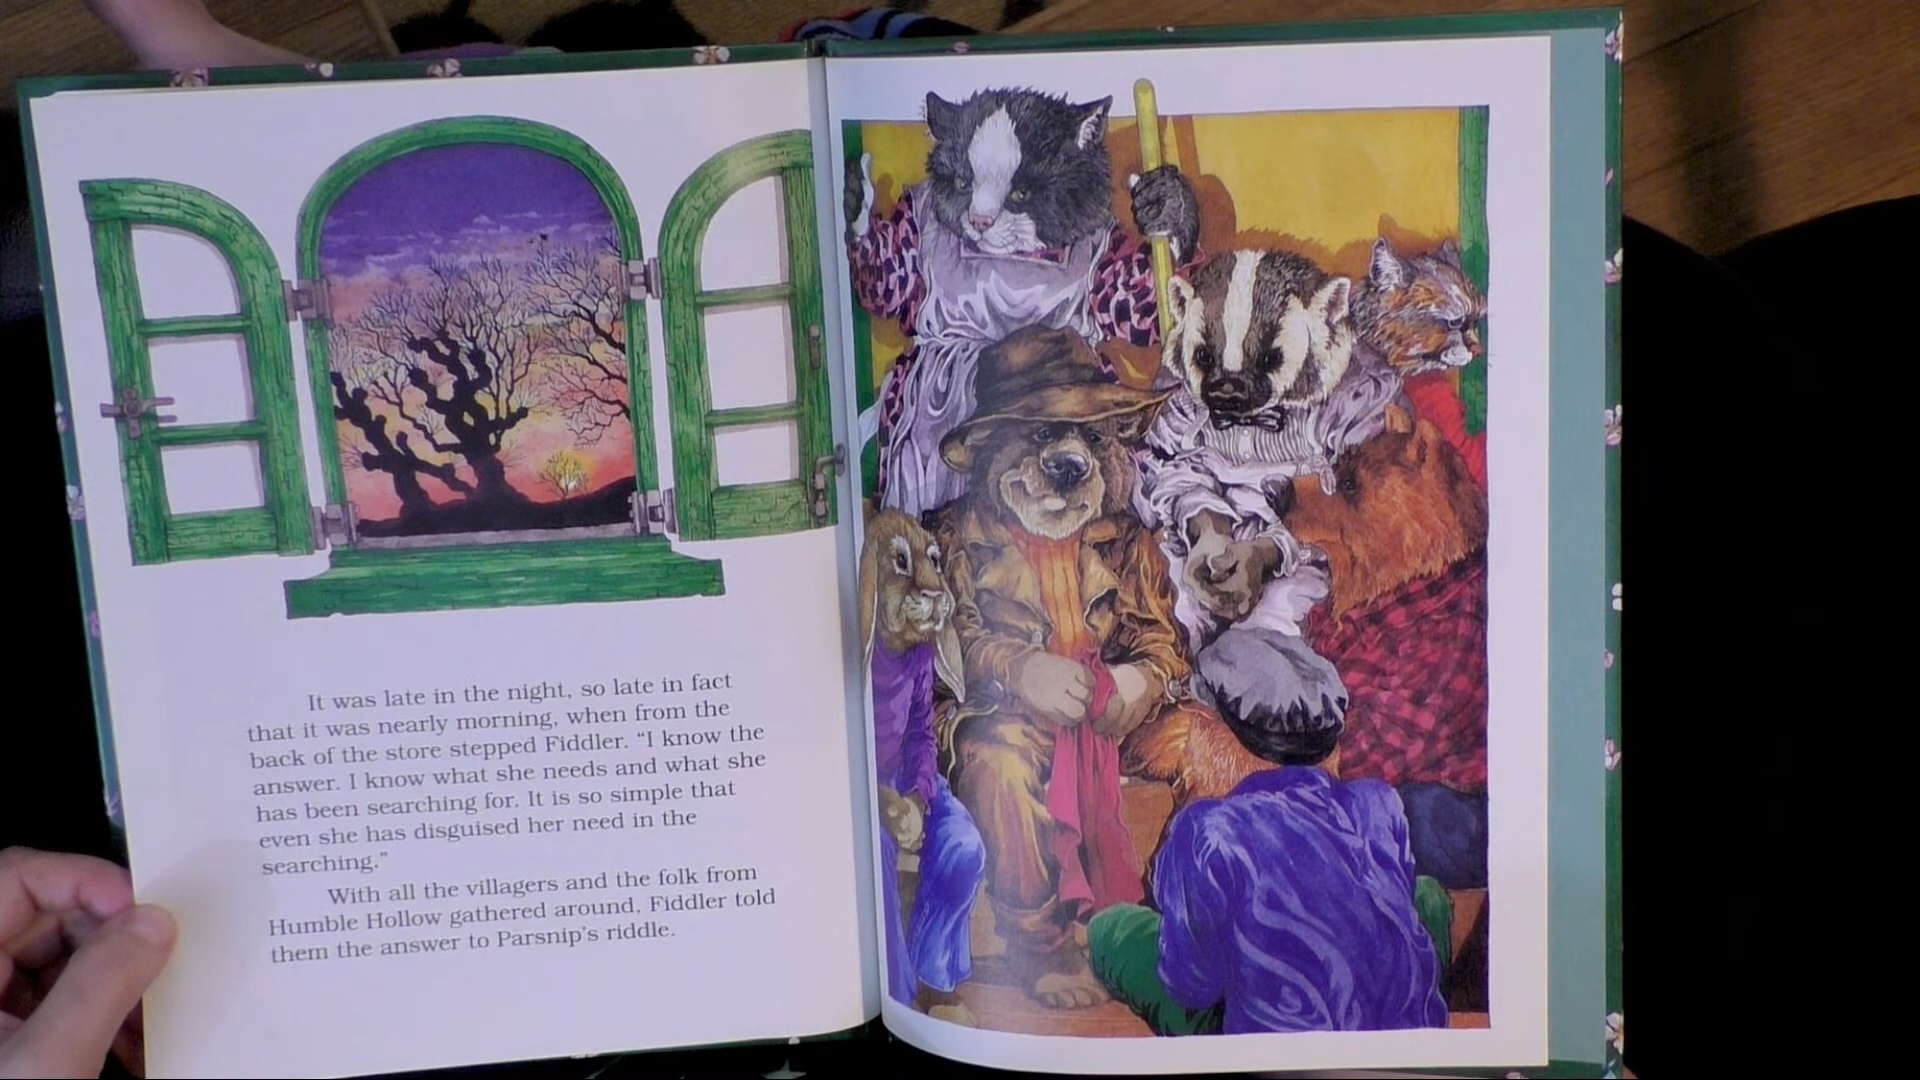 It was late in the night, so late in fact
that it was nearly morning, when from the
back of the store stepped Fiddler. “I know the
answer. I know what she needs and what she
has been searching for. It is so simple that
even she has disguised her need in the
searching.”
With all the villagers and the folk from
Humble Hollow gathered around, Fiddler told
them the answer to Parsnip’s riddle.